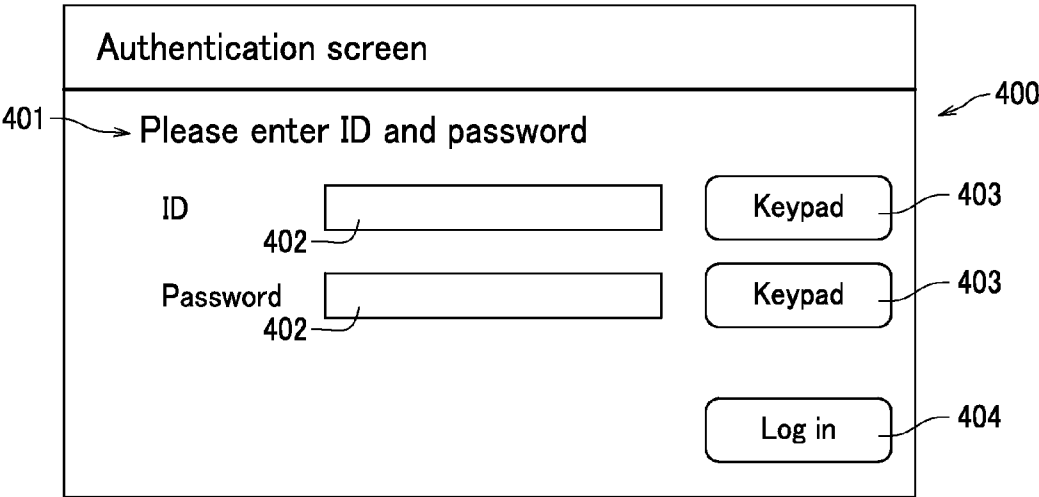 Authentication screen
400
401 Please enter ID and password
ID 402 Keypad 403
Password 402 Keypad 403
Log in 404